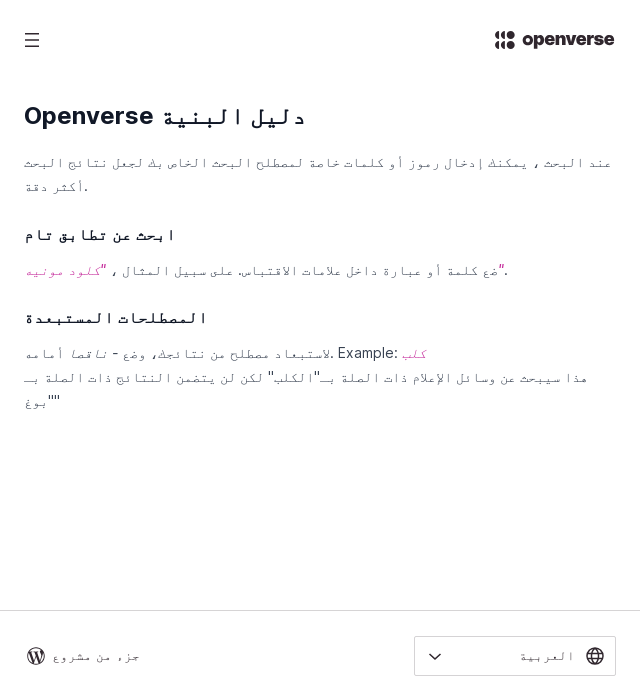 openverse
دليل البنية Openverse
عند البحث ، يمكنك إدخال رموز أو كلمات خاصة لمصطلح البحث الخاص بك لجعل نتائج البحث
أكثر دقة.
ابحث عن تطابق تام
ضع كلمة أو عبارة داخل علامات الاقتباس. على سبيل المثال ، "كلود مونيه".
المصطلحات المستبعدة
لاستبعاد مصطلح من نتائجك، وضع - ناقصا أمامه. Example: كلب
هذا سيبحث عن وسائل الإعلام ذات الصلة بـ"الكلب" لكن لن يتضمن النتائج ذات الصلة بـ
"بوغ"
العربية
جزء من مشروع